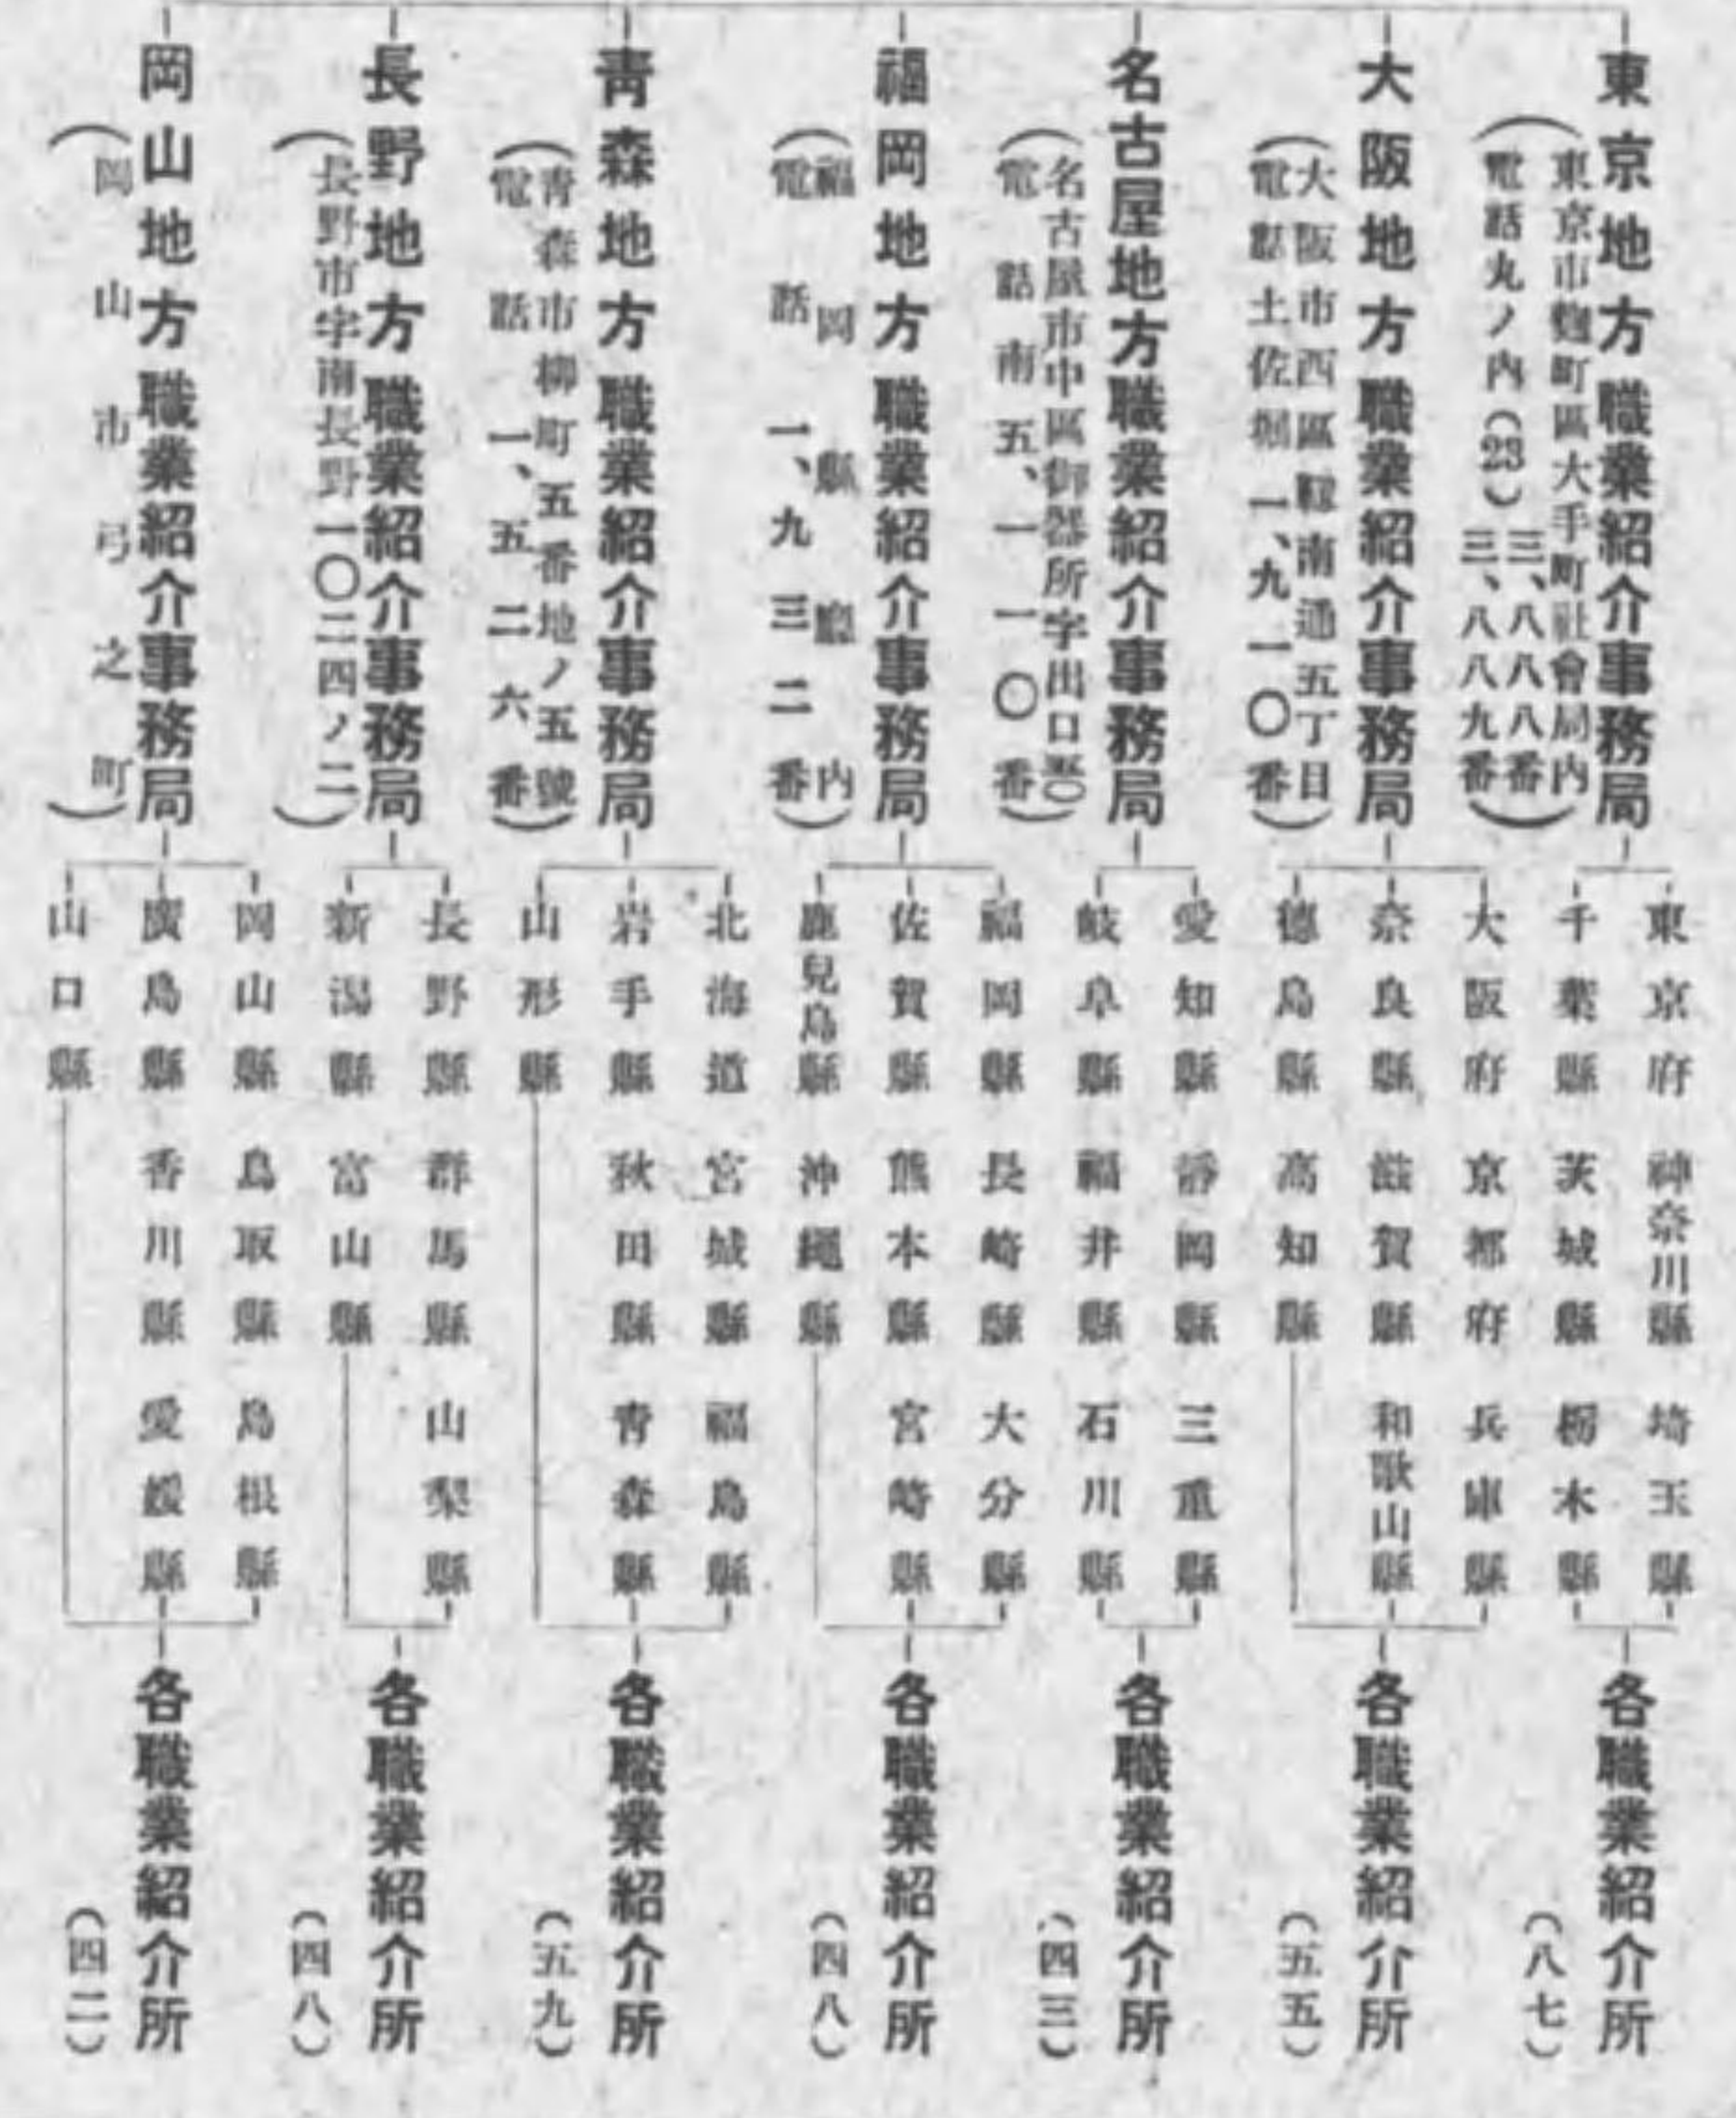 東京地方職業紹介事務局
東京市麹町區大手町社會局内
電話丸ノ内(23)三、八八八番
三、八八九番
東京府 神奈川縣 埼玉縣
千葉縣 茨城縣 栃木縣
各職業紹介所
(八七)
大阪地方職業紹介事務局
大阪市西區靱南通五丁目
電話土佐堀一、九一〇番
大阪府 京都府 兵庫縣
奈良縣 滋賀縣 和歌山縣
德島縣 高知縣
各職業紹介所
(五五)
名古屋地方職業紹介事務局
名古屋市中區御器所字出口
電話南五、一一〇番
愛知縣 靜岡縣 三重縣
岐阜縣 福井縣 石川縣
各職業紹介所
(四三)
福岡地方職業紹介事務局
福岡縣廳内
電話一、九三二番
福岡縣 長崎縣 大分縣
佐賀縣 熊本縣 宮崎縣
鹿兒島縣 沖繩縣
各職業紹介所
(四八)
靑森地方職業紹介事務局
靑森市柳町五番地ノ五號
電話一、五二六番
北海道 宮城縣 福島縣
岩手縣 秋田縣 靑森縣
山形縣
各職業紹介所
(五九)
長野地方職業紹介事務局
(長野市字南長野一〇二四ノ二)
長野縣 群馬縣 山梨縣
新潟縣 富山縣
各職業紹介所
(四八)
岡山地方職業紹介事務局
(岡山市弓之町)
岡山縣 鳥取縣 島根縣
廣島縣 香川縣 愛媛縣
山口縣
各職業紹介所
(四二)